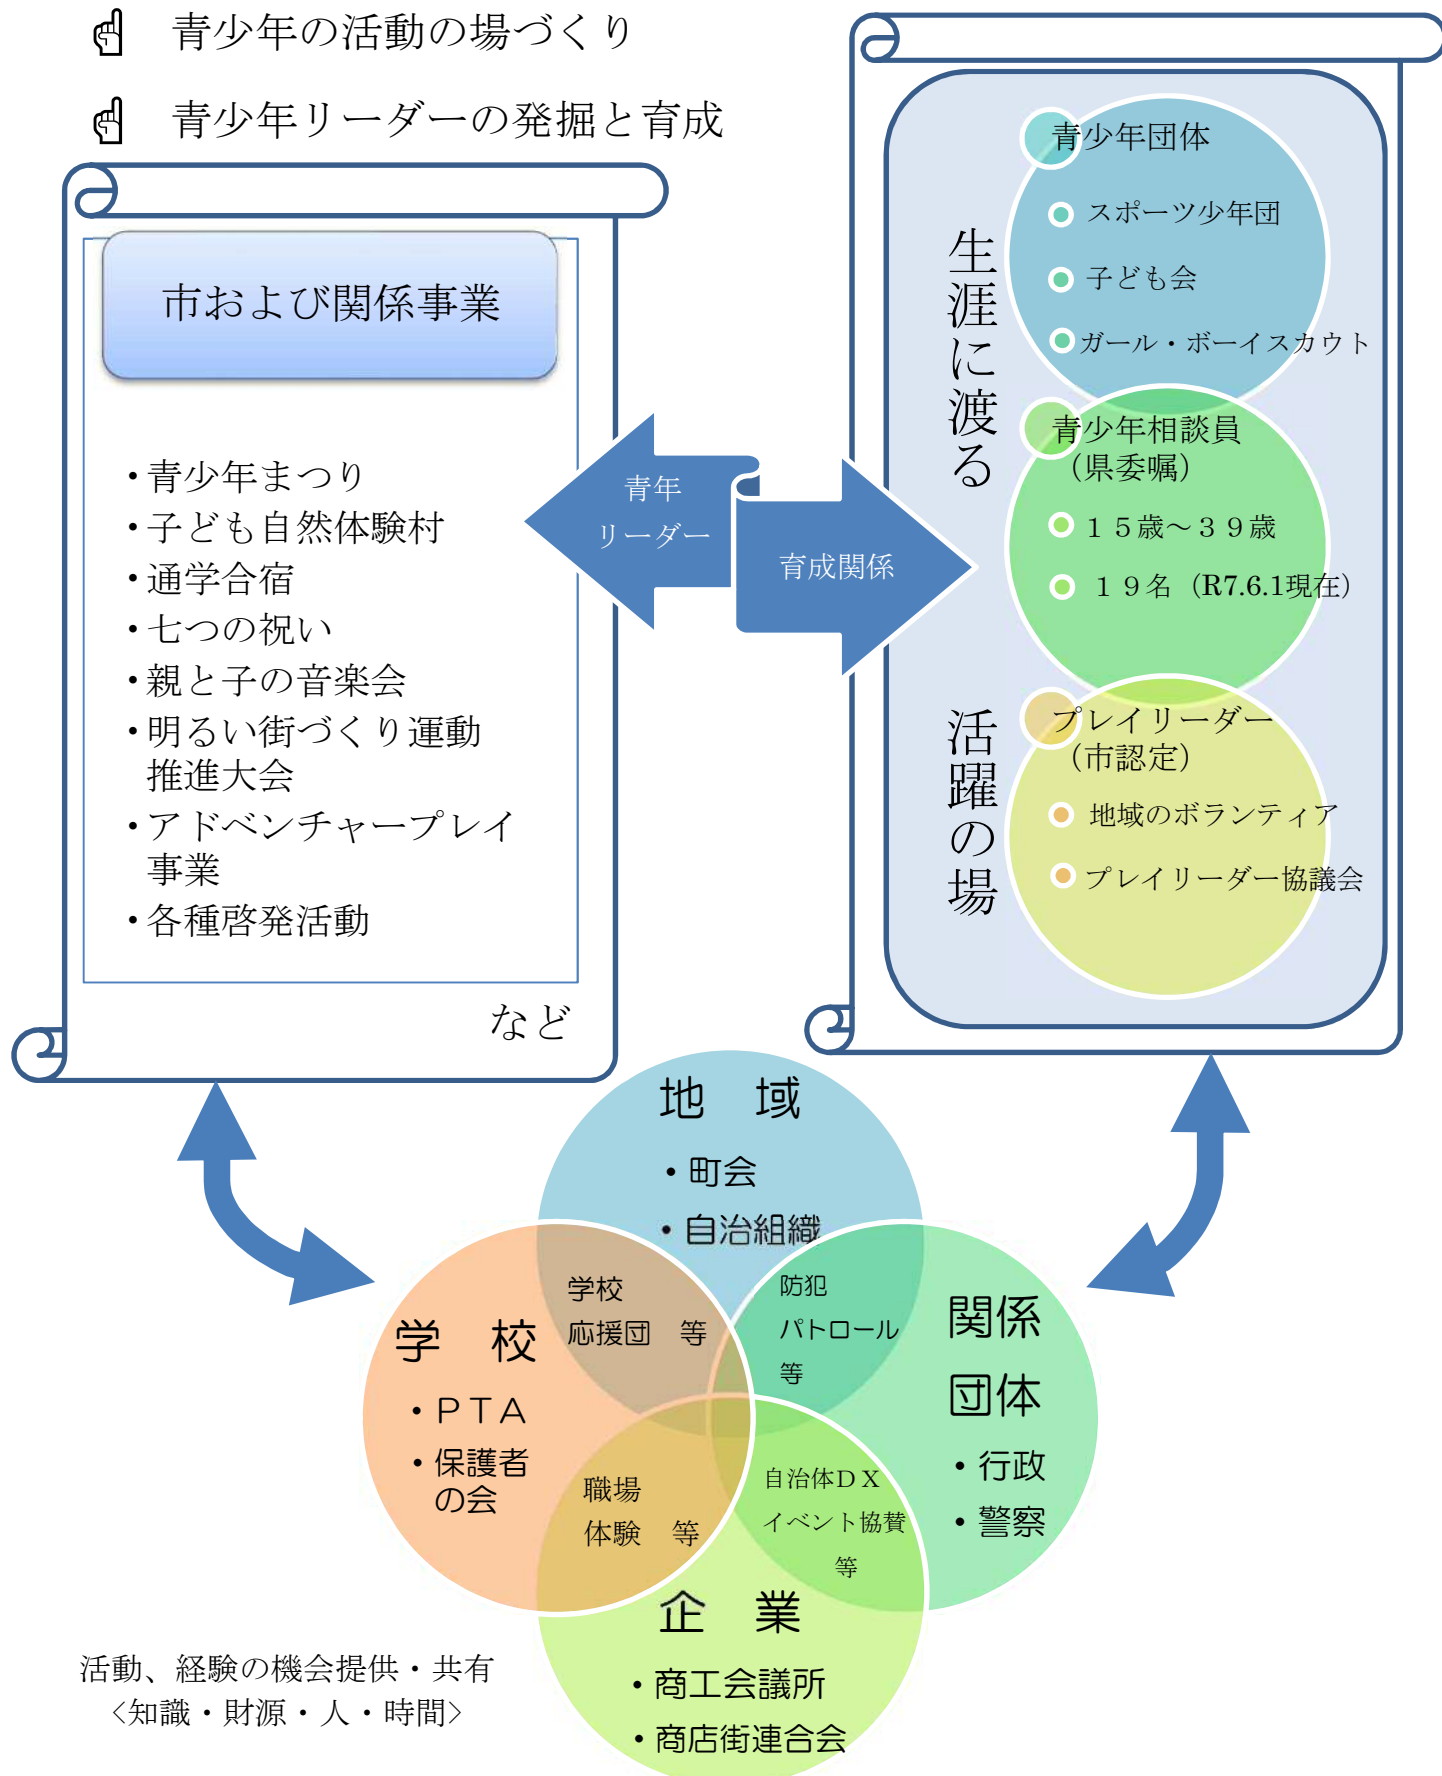 ☝ 青少年の活動の場づくり
☝ 青少年リーダーの発掘と育成
市および関係事業
・青少年まつり
・子ども自然体験村
・通学合宿
・七つの祝い
・親と子の音楽会
・明るい街づくり運動
推進大会
・アドベンチャープレイ
事業
・各種啓発活動
など
青年
リーダー
育成関係
生涯に渡る
活躍の場
青少年団体
スポーツ少年団
子ども会
ガール・ボーイスカウト
青少年相談員
（県委嘱）
１５歳～３９歳
１９名（R7.6.1現在）
プレイリーダー
（市認定）
地域のボランティア
プレイリーダー協議会
地　域
・町会
・自治組織
学校
応援団　等
防犯
パトロール
等
学　校
・ＰＴＡ
・保護者
の会
関係
団体
・行政
・警察
職場
体験　等
自治体ＤＸ
イベント協賛
等
企　業
・商工会議所
・商店街連合会
活動、経験の機会提供・共有
＜知識・財源・人・時間＞